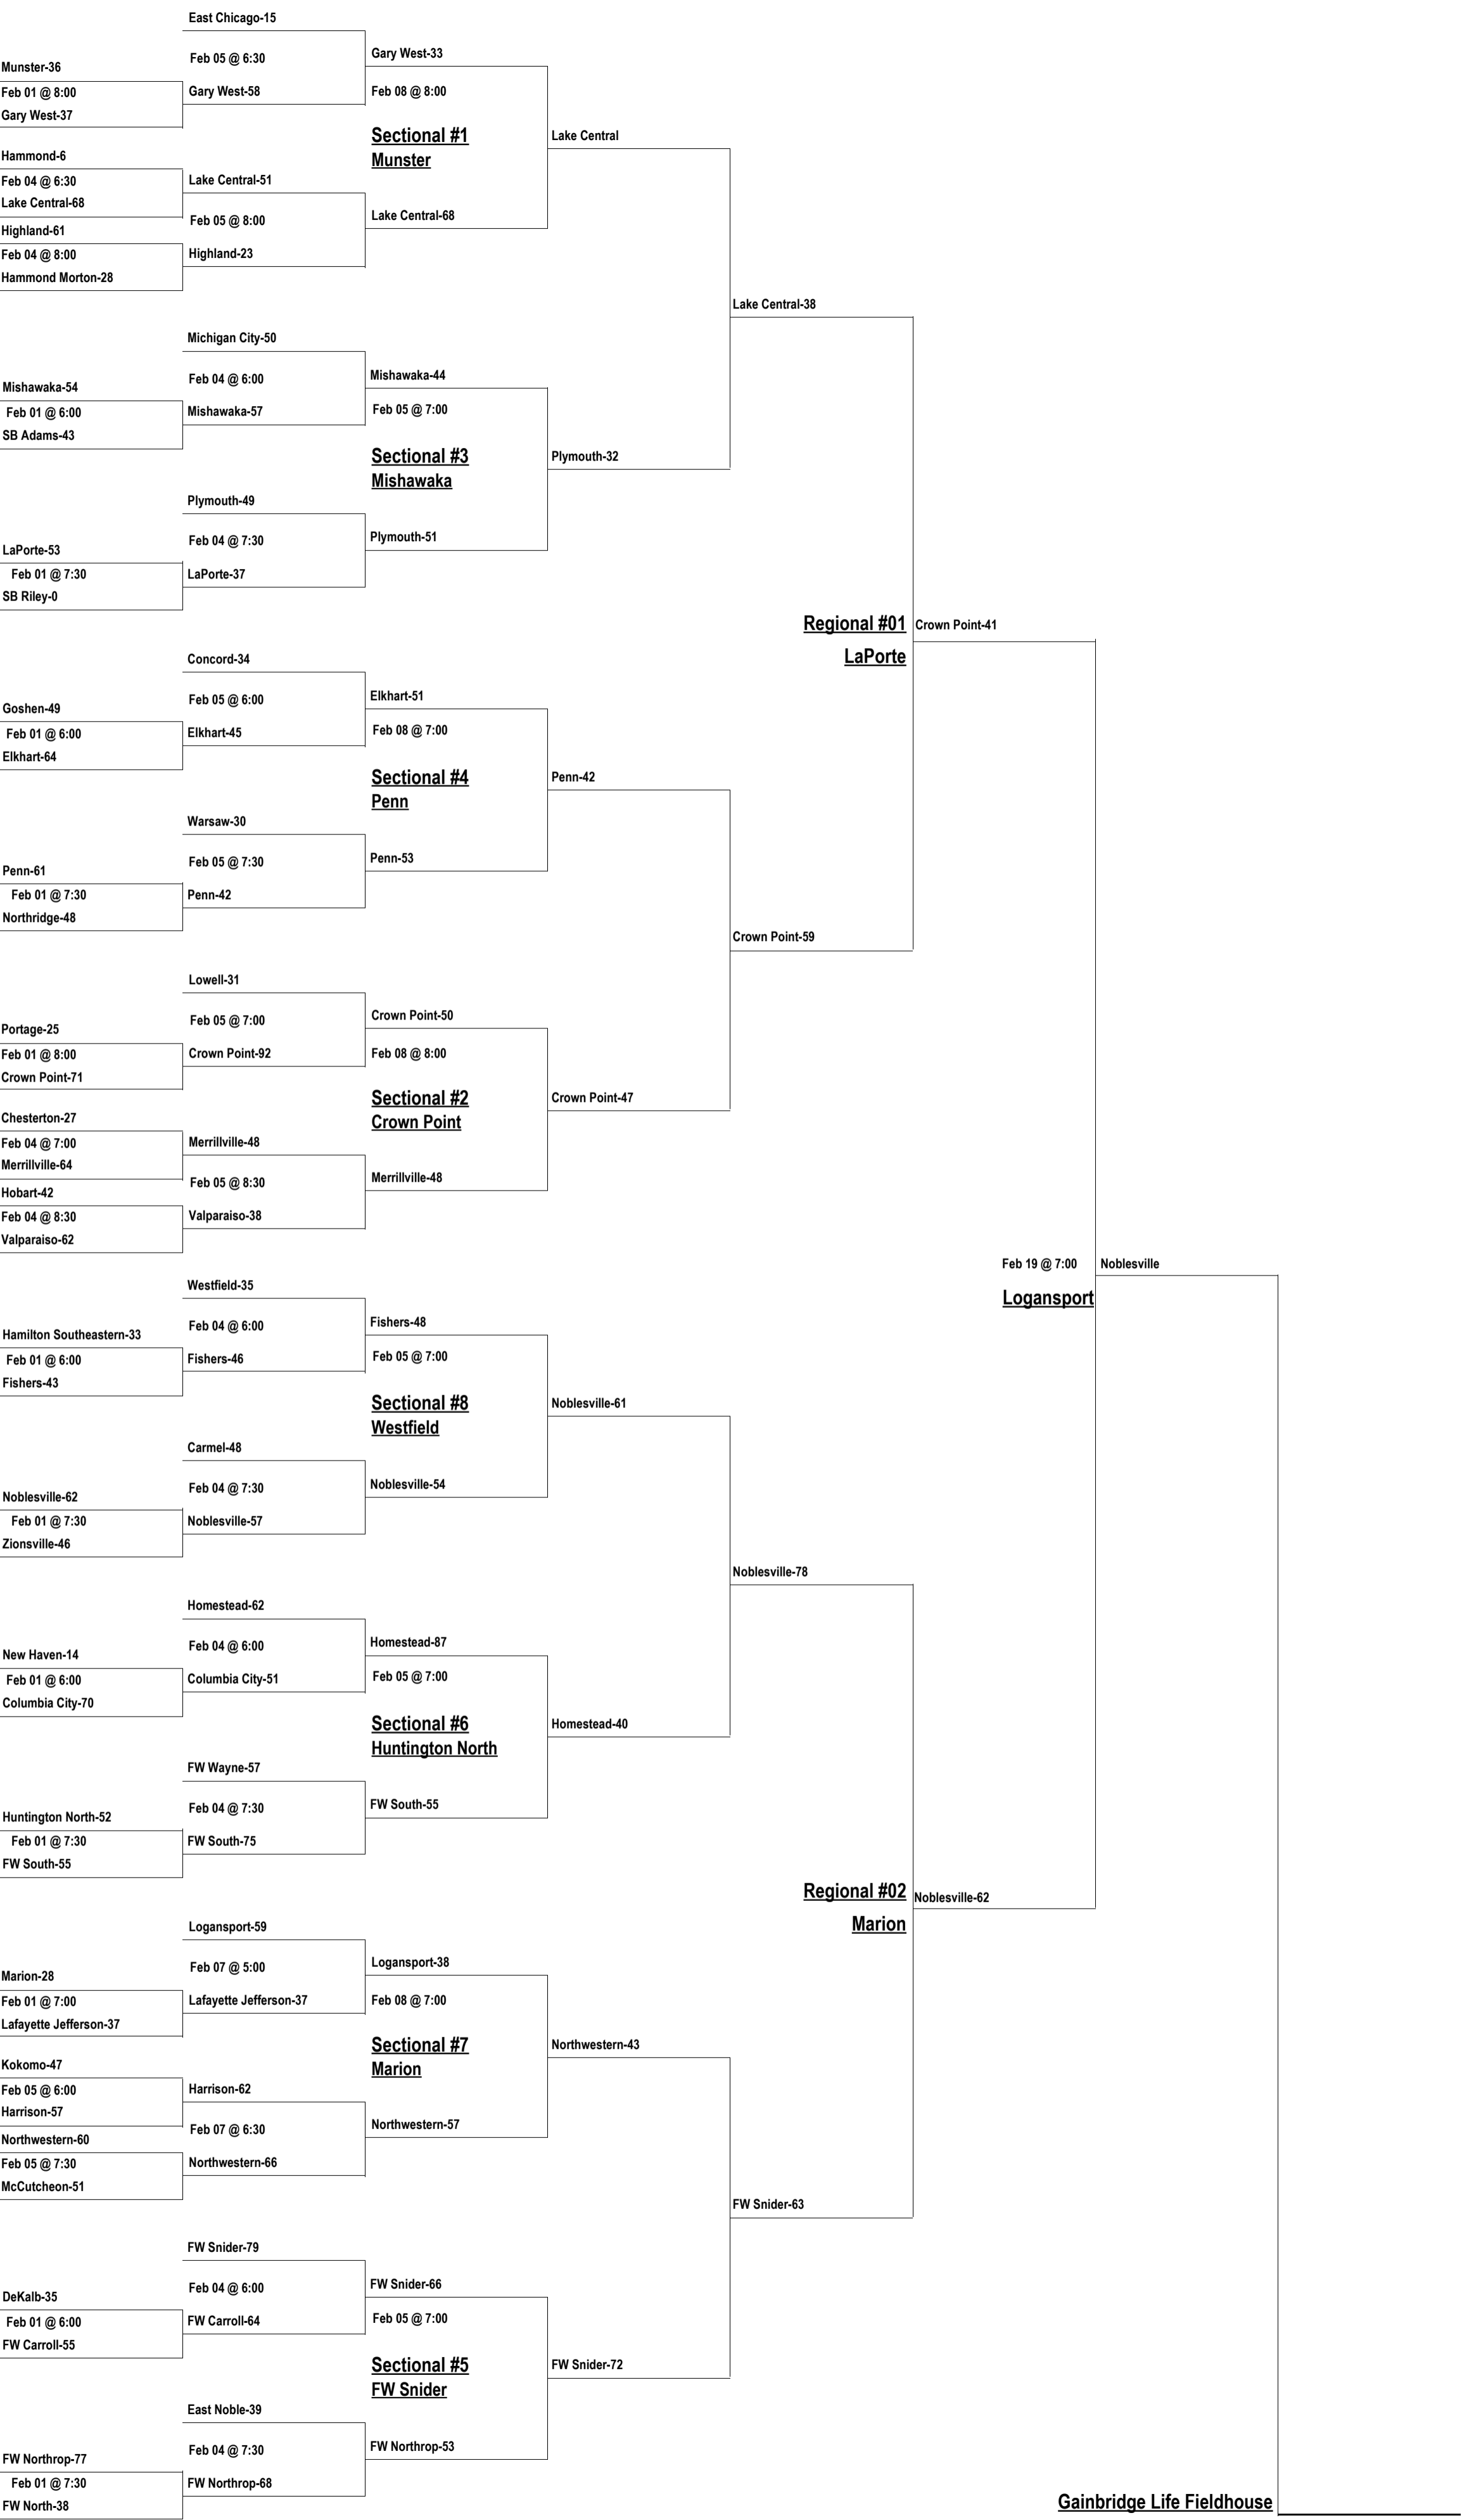 East Chicago-15
Feb 05 @ 6:30
Gary West-33
Munster-36
Feb 01 @ 8:00
Gary West-58
Feb 08 @ 8:00
Gary West-37
Sectional #1
Lake Central
Munster
Hammond-6
Feb 04 @ 6:30
Lake Central-51
Lake Central-68
Feb 05 @ 8:00
Lake Central-68
Highland-61
Feb 04 @ 8:00
Highland-23
Hammond Morton-28
Lake Central-38
Michigan City-50
Feb 04 @ 6:00
Mishawaka-44
Mishawaka-54
Feb 01 @ 6:00
Mishawaka-57
Feb 05 @ 7:00
SB Adams-43
Sectional #3
Plymouth-32
Mishawaka
Plymouth-49
Feb 04 @ 7:30
Plymouth-51
LaPorte-53
Feb 01 @ 7:30
LaPorte-37
SB Riley-0
Regional #01
Crown Point-41
LaPorte
Concord-34
Feb 05 @ 6:00
Elkhart-51
Goshen-49
Feb 01 @ 6:00
Elkhart-45
Feb 08 @ 7:00
Elkhart-64
Sectional #4
Penn-42
Penn
Warsaw-30
Feb 05 @ 7:30
Penn-53
Penn-61
Feb 01 @ 7:30
Penn-42
Northridge-48
Crown Point-59
Lowell-31
Feb 05 @ 7:00
Crown Point-50
Portage-25
Feb 01 @ 8:00
Crown Point-92
Feb 08 @ 8:00
Crown Point-71
Sectional #2
Crown Point-47
Crown Point
Chesterton-27
Feb 04 @ 7:00
Merrillville-48
Merrillville-64
Feb 05 @ 8:30
Merrillville-48
Hobart-42
Feb 04 @ 8:30
Valparaiso-38
Valparaiso-62
Feb 19 @ 7:00
Noblesville
Logansport
Westfield-35
Feb 04 @ 6:00
Fishers-48
Hamilton Southeastern-33
Feb 01 @ 6:00
Fishers-46
Feb 05 @ 7:00
Fishers-43
Sectional #8
Noblesville-61
Westfield
Carmel-48
Feb 04 @ 7:30
Noblesville-54
Noblesville-62
Feb 01 @ 7:30
Noblesville-57
Zionsville-46
Noblesville-78
Homestead-62
Feb 04 @ 6:00
Homestead-87
New Haven-14
Feb 01 @ 6:00
Columbia City-51
Feb 05 @ 7:00
Columbia City-70
Sectional #6
Homestead-40
Huntington North
FW Wayne-57
Feb 04 @ 7:30
FW South-55
Huntington North-52
Feb 01 @ 7:30
FW South-75
FW South-55
Regional #02
Noblesville-62
Marion
Logansport-59
Feb 07 @ 5:00
Logansport-38
Marion-28
Feb 01 @ 7:00
Lafayette Jefferson-37
Feb 08 @ 7:00
Lafayette Jefferson-37
Sectional #7
Northwestern-43
Marion
Kokomo-47
Feb 05 @ 6:00
Harrison-62
Harrison-57
Feb 07 @ 6:30
Northwestern-57
Northwestern-60
Feb 05 @ 7:30
Northwestern-66
McCutcheon-51
FW Snider-63
FW Snider-79
Feb 04 @ 6:00
FW Snider-66
DeKalb-35
Feb 01 @ 6:00
FW Carroll-64
Feb 05 @ 7:00
FW Carroll-55
Sectional #5
FW Snider-72
FW Snider
East Noble-39
Feb 04 @ 7:30
FW Northrop-53
FW Northrop-77
Feb 01 @ 7:30
FW Northrop-68
FW North-38
Gainbridge Life Fieldhouse